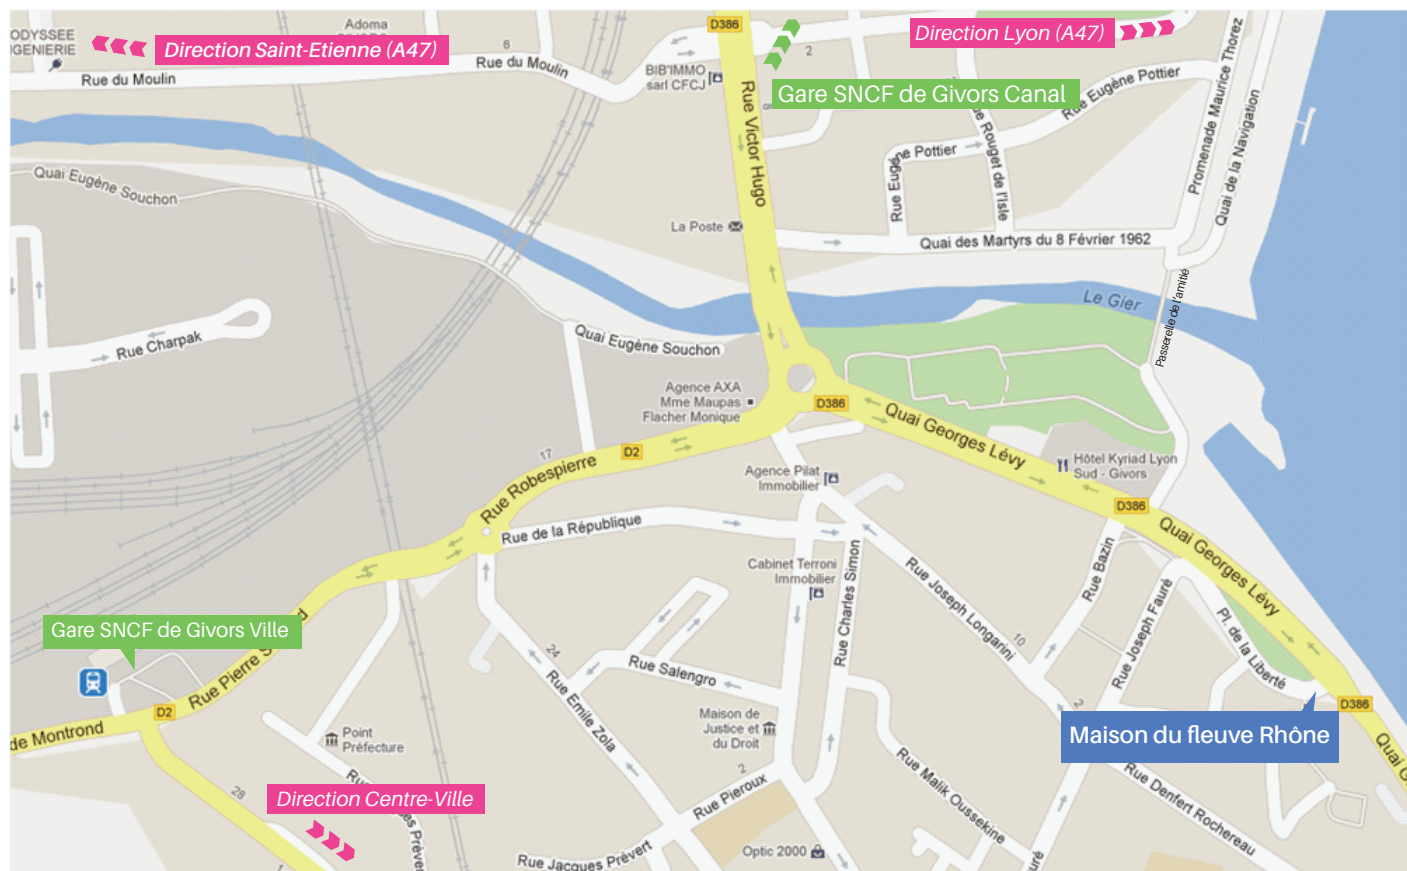 ODYSSEE
NGENIERIE
Direction Saint-Etienne (A47)
Adoma
6
Rue du Moulin
Rue du Moulin
D386
2
Direction Lyon (A47)
BIB'IMMO
sarl CFCJ
Gare SNCF de Givors Canal
Rue Eugène Pottier
Promenade Maurice Thorez
Quai de la Navigation
Rue Victor Hugo
Rue Eugène Pottier
Rue Rouget de l'Isle
Quai Eugène Souchon
La Poste
Quai des Martyrs du 8 Février 1962
Le Gier
Passerelle de l'amitié
Rue Charpak
Quai Eugène Souchon
Agence AXA
Mme Maupas
Flacher Monique
D386
Quai Georges Lévy
17
D2
Rue Robespierre
Agence Pilat
Immobilier
Hôtel Kyriad Lyon
Sud - Givors
D386
Quai Georges Lévy
Rue de la République
Cabinet Terroni
Immobilier
Rue Charles Simon
Rue Joseph Longarini
10
Rue Bazin
Rue Joseph Fauré
Pl. de la Liberté
Gare SNCF de Givors Ville
Rue Pierre S
d
24
Rue Salengro
Rue Emile Zola
2
D386
D2
de Montrond
Maison de
Justice et
du Droit
Maison du fleuve Rhône
Point
Préfecture
Quai G
28
Direction Centre-Ville
Ru
es Préver
2
Rue Pieroux
Rue Malik Oussekine
Rue Denfert Rochereau
Rue Jacques Prévert
Optic 2000
uré